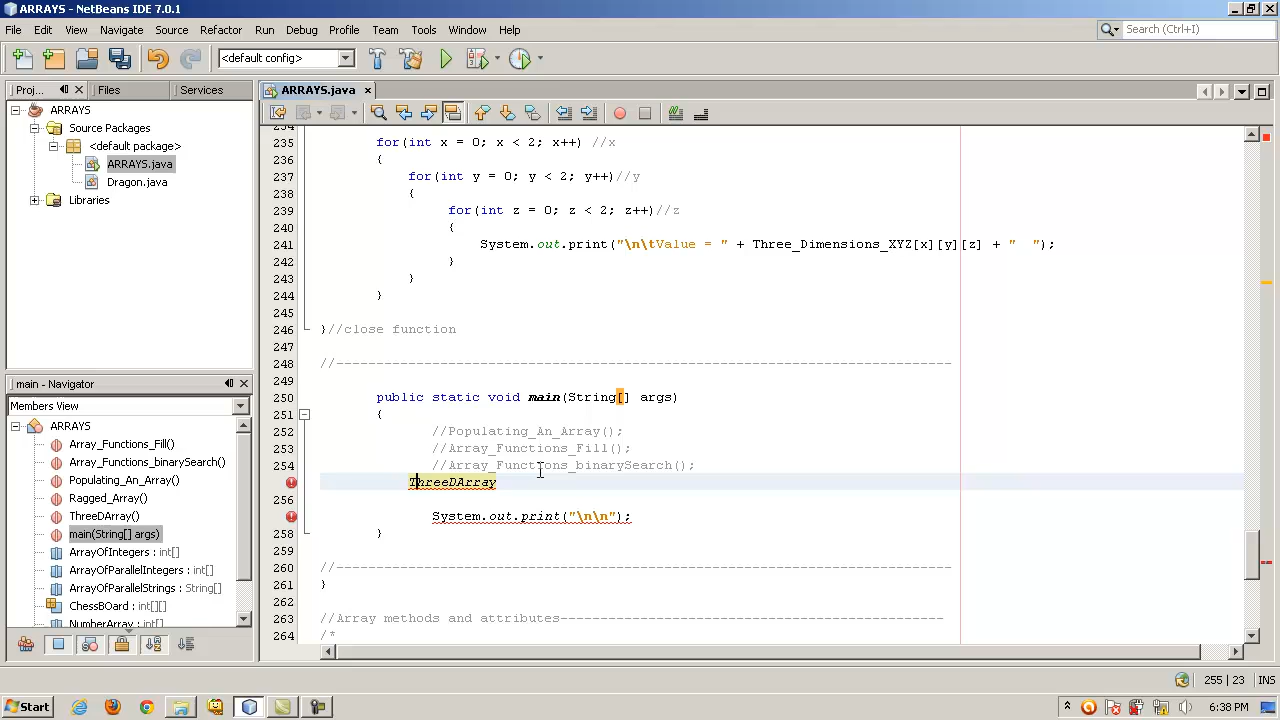 ARRAYS - NetBeans IDE 7.0.1
File Edit View Navigate Source Refactor Run Debug Profile Team Tools Window Help
Search (Ctrl+I)
<default config>
Proj... Files Services
ARRAYS.java
ARRAYS
Source Packages
<default package>
ARRAYS.java
Dragon.java
Libraries
main - Navigator
Members View
ARRAYS
Array_Functions_Fill()
Array_Functions_binarySearch()
Populating_An_Array()
Ragged_Array()
ThreeDArray()
main(String[] args)
ArrayOfIntegers : int[]
ArrayOfParallelIntegers : int[]
ArrayOfParallelStrings : String[]
ChessBOard : int[][]
NumberArray : int[]
234
235 for(int x = 0; x < 2; x++) //x
236 {
237 for(int y = 0; y < 2; y++)//y
238 {
239 for(int z = 0; z < 2; z++)//z
240 {
241 System.out.print("\n\tValue = " + Three_Dimensions_XYZ[x][y][z] + "  ");
242 }
243 }
244 }
245
246 }//close function
247
248 //-----------------------------------------------------------------------------
249
250 public static void main(String[] args)
251 {
252 //Populating_An_Array();
253 //Array_Functions_Fill();
254 //Array_Functions_binarySearch();
ThreeDArray
256
System.out.print("\n\n");
258 }
259
260 //-----------------------------------------------------------------------------
261 }
262
263 //Array methods and attributes------------------------------------------------
264 /*
255 : 23 INS
Start
6:38 PM